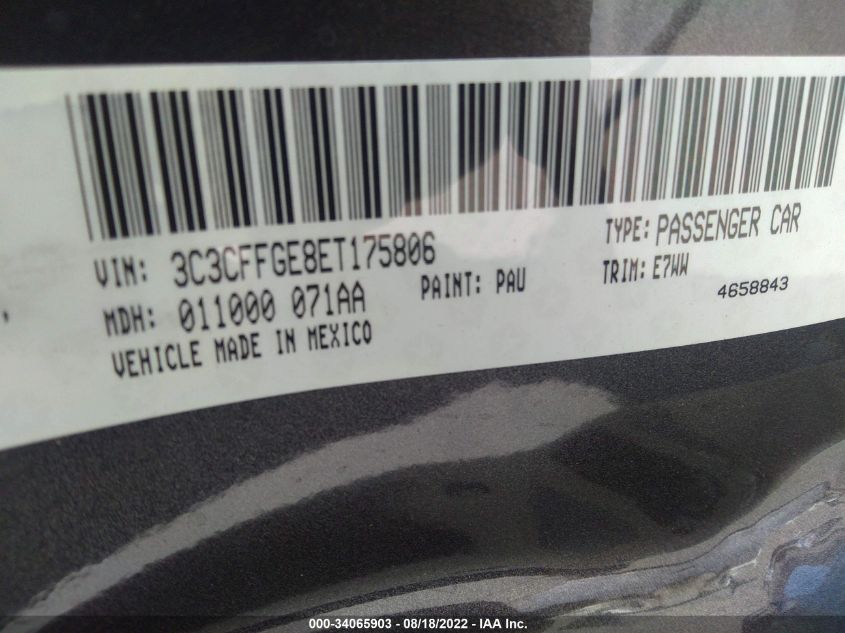 VIN: 3C3CFFGE8ET175806 TYPE: PASSENGER CAR
MDH: 011000 071AA PAINT: PAU TRIM: E7WW
VEHICLE MADE IN MEXICO 4658843
000-34065903 - 08/18/2022 - IAA Inc.